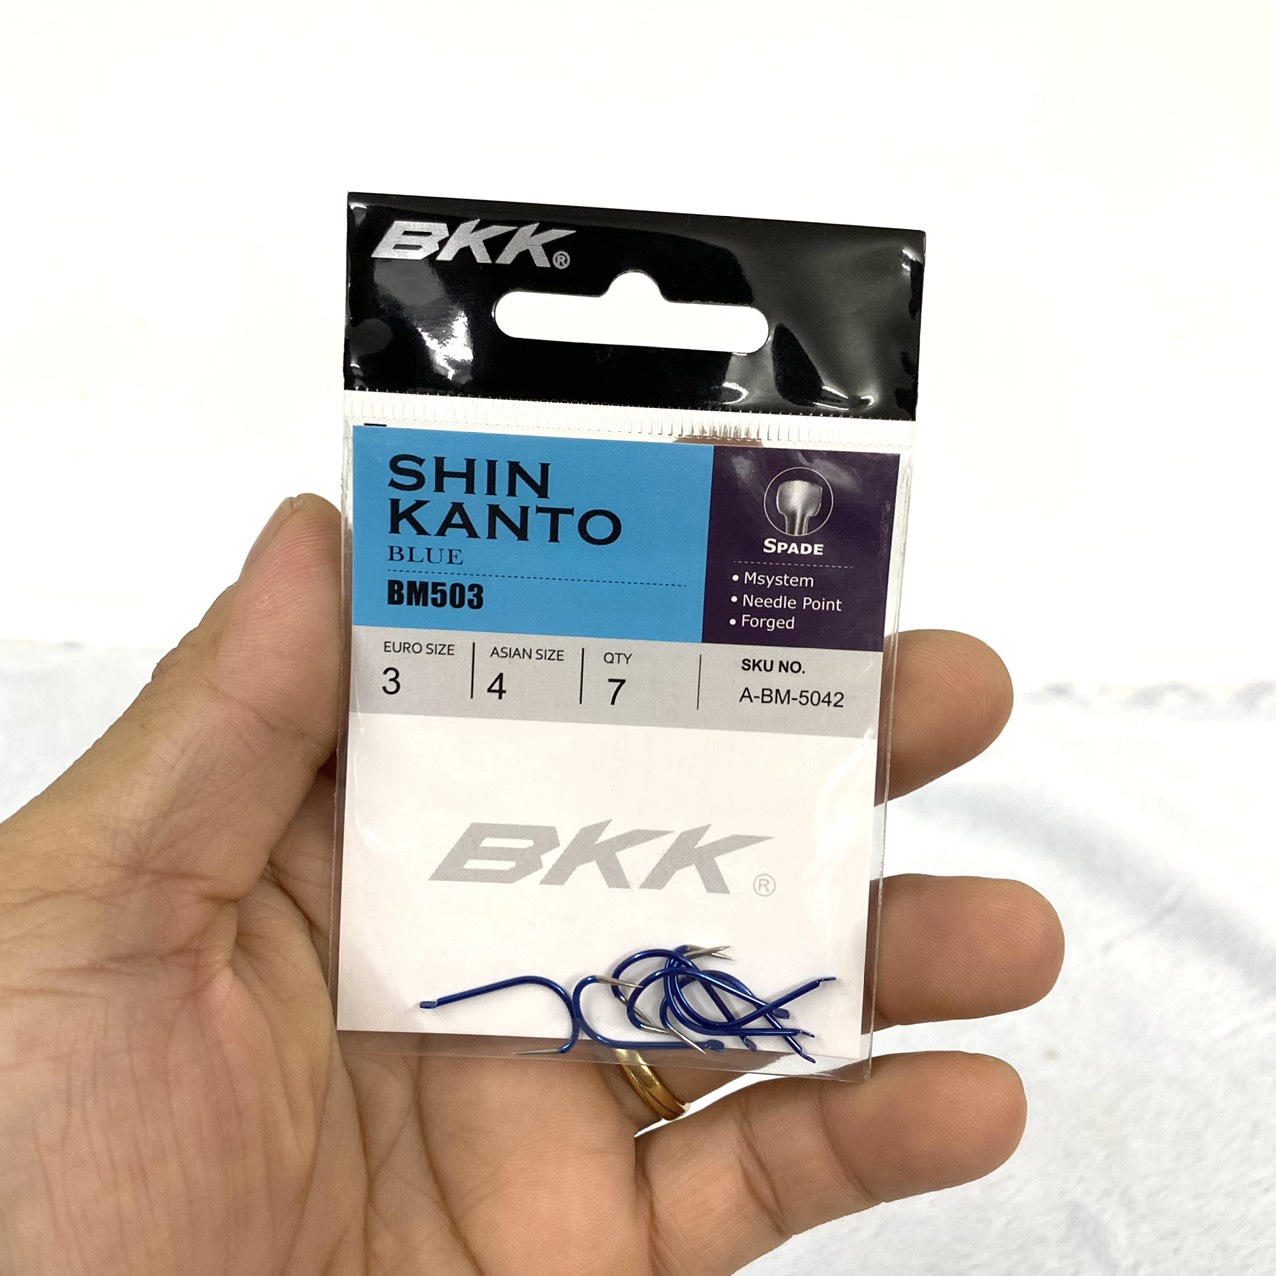 BKK®
SHIN
KANTO
BLUE
BM503
SPADE
• Msystem
• Needle Point
• Forged
EURO SIZE
3
ASIAN SIZE
4
QTY
7
SKU NO.
A-BM-5042
BKK®